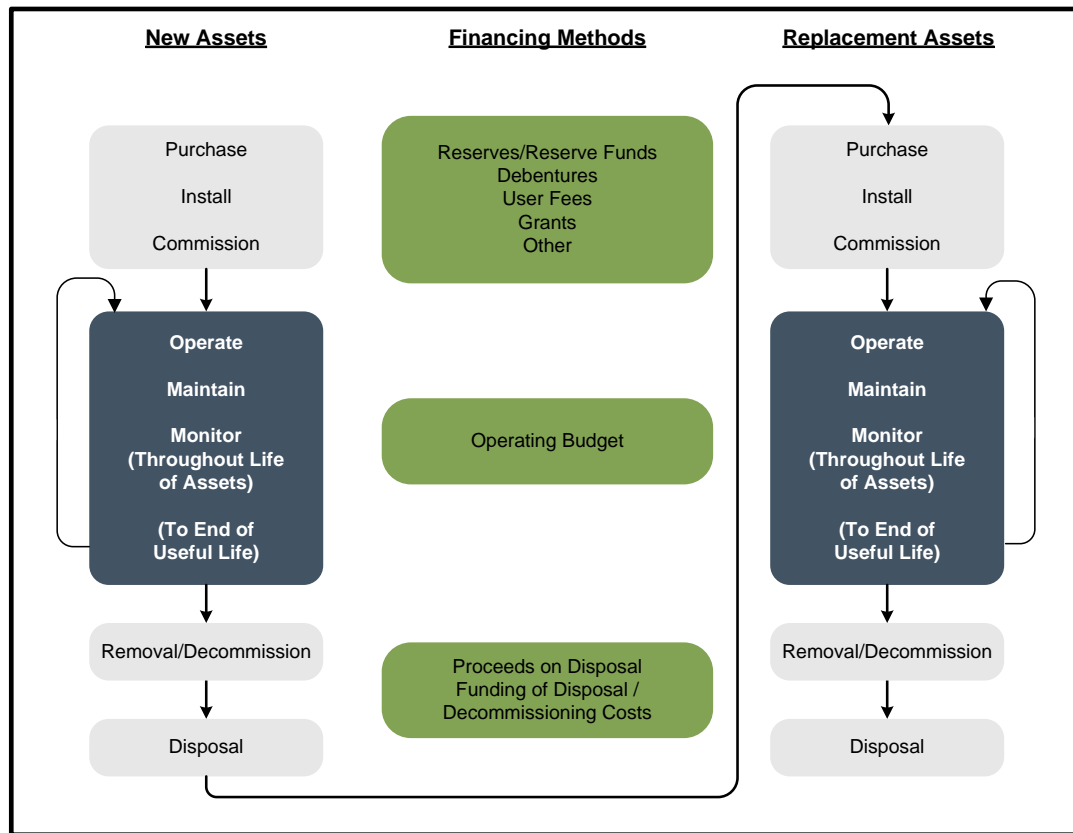 New Assets
Financing Methods
Replacement Assets
Purchase
Install
Commission
Operate
Maintain
Monitor
(Throughout Life
of Assets)
(To End of
Useful Life)
Removal/Decommission
Disposal
Reserves/Reserve Funds
Debentures
User Fees
Grants
Other
Operating Budget
Proceeds on Disposal
Funding of Disposal /
Decommissioning Costs
Purchase
Install
Commission
Operate
Maintain
Monitor
(Throughout Life
of Assets)
(To End of
Useful Life)
Removal/Decommission
Disposal